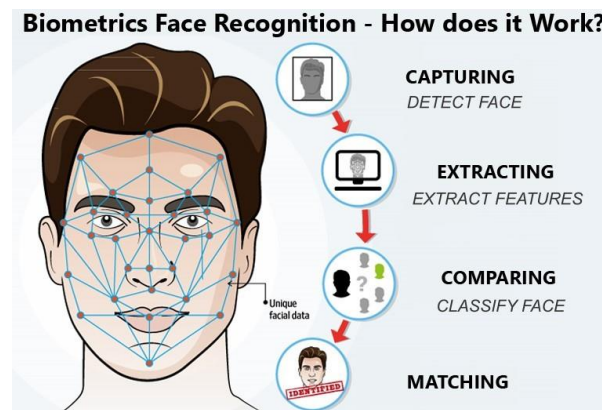 Biometrics Face Recognition - How does it Work?
CAPTURING
DETECT FACE
EXTRACTING
EXTRACT FEATURES
COMPARING
CLASSIFY FACE
?
Unique
facial data
IDENTIFIED
MATCHING